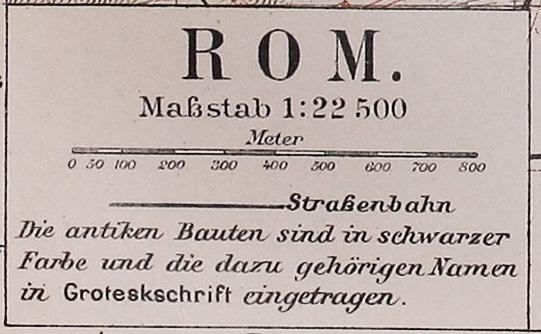 ROM.
Maßstab 1:22 500
Meter
0 50 100 200 300 400 500 600 700 800
Straßenbahn
Die antiken Bauten sind in schwarzer
Farbe und die dazu gehörigen Namen
in Groteskschrift eingetragen.